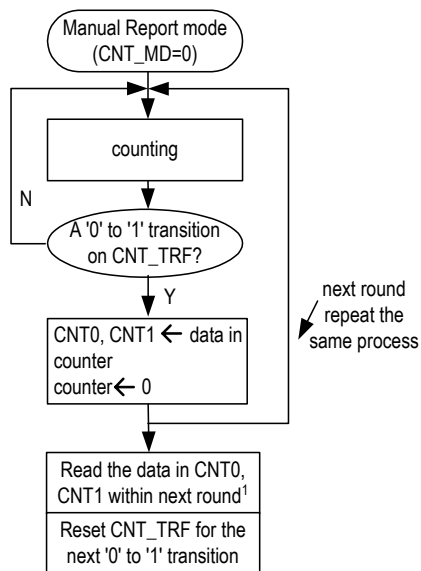 Manual Report mode
(CNT_MD=0)
counting
N
A '0' to '1' transition
on CNT_TRF?
Y
CNT0, CNT1 ← data in
counter
counter← 0
next round
repeat the
same process
Read the data in CNT0,
CNT1 within next round¹
Reset CNT_TRF for the
next '0' to '1' transition